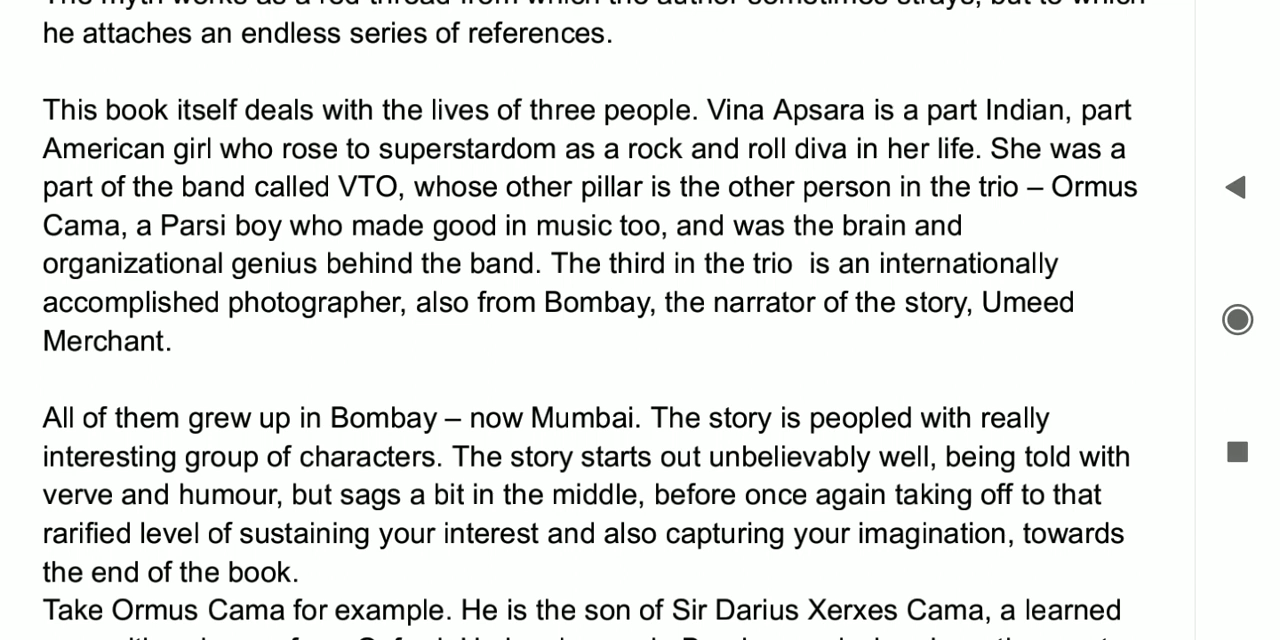 he attaches an endless series of references.
This book itself deals with the lives of three people. Vina Apsara is a part Indian, part
American girl who rose to superstardom as a rock and roll diva in her life. She was a
part of the band called VTO, whose other pillar is the other person in the trio – Ormus
Cama, a Parsi boy who made good in music too, and was the brain and
organizational genius behind the band. The third in the trio  is an internationally
accomplished photographer, also from Bombay, the narrator of the story, Umeed
Merchant.
All of them grew up in Bombay – now Mumbai. The story is peopled with really
interesting group of characters. The story starts out unbelievably well, being told with
verve and humour, but sags a bit in the middle, before once again taking off to that
rarified level of sustaining your interest and also capturing your imagination, towards
the end of the book.
Take Ormus Cama for example. He is the son of Sir Darius Xerxes Cama, a learned